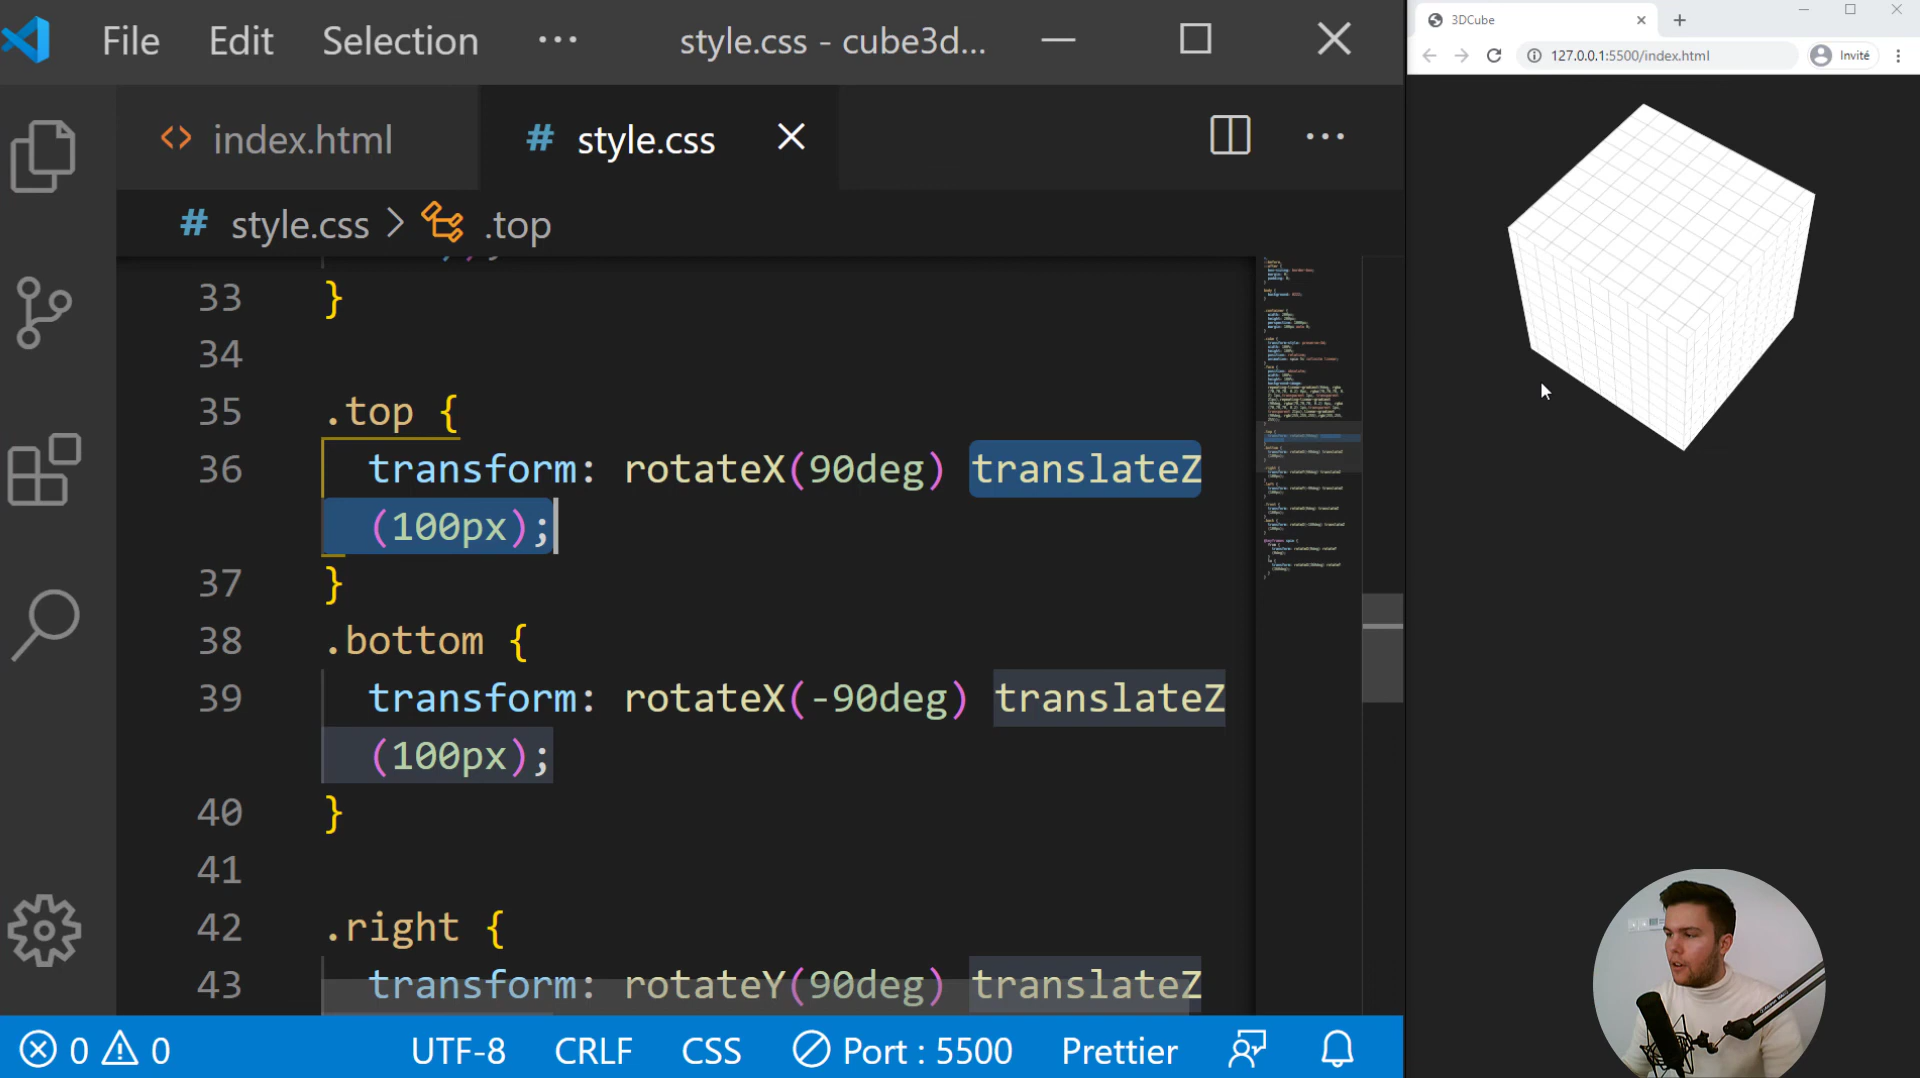 File Edit Selection ··· style.css - cube3d...
index.html
# style.css
# style.css > .top
33 }
34
35 .top {
36 transform: rotateX(90deg) translateZ
(100px);
37 }
38 .bottom {
39 transform: rotateX(-90deg) translateZ
(100px);
40 }
41
42 .right {
43 transform: rotateY(90deg) translateZ
0 0 UTF-8 CRLF CSS Port : 5500 Prettier
3DCube
127.0.0.1:5500/index.html
Invité